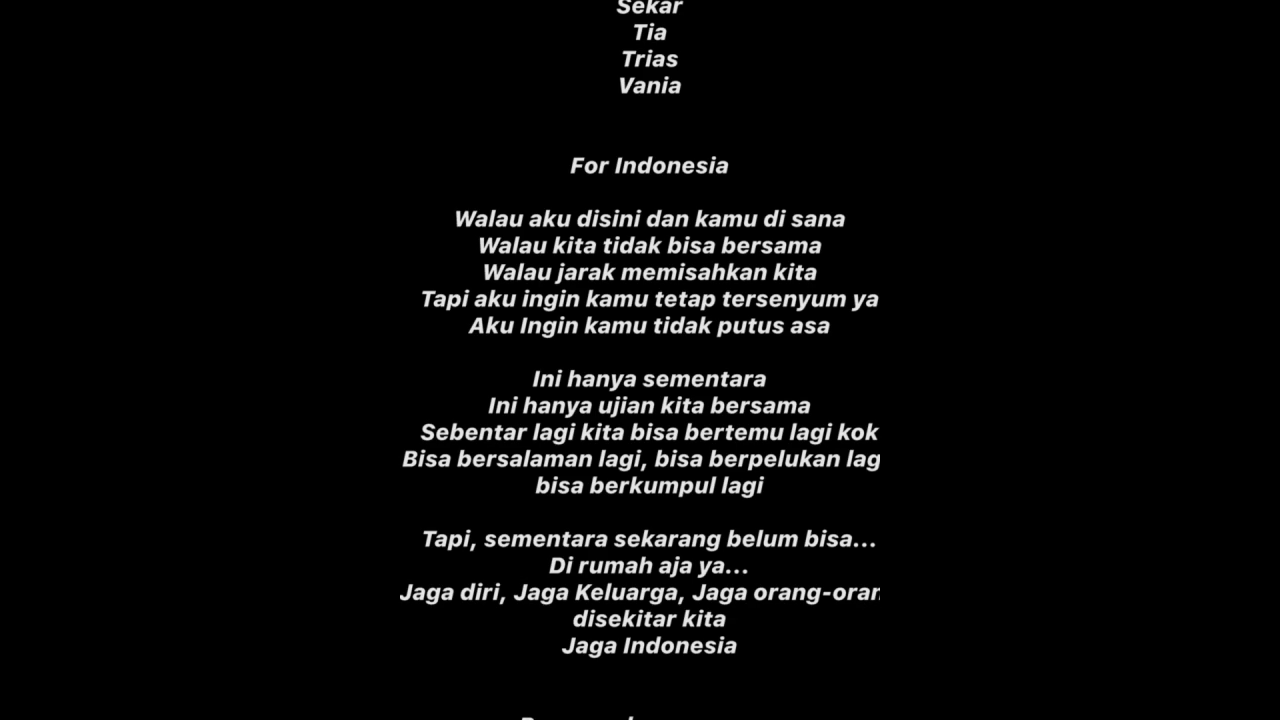 Sekar
Tia
Trias
Vania
For Indonesia
Walau aku disini dan kamu di sana
Walau kita tidak bisa bersama
Walau jarak memisahkan kita
Tapi aku ingin kamu tetap tersenyum ya
Aku Ingin kamu tidak putus asa
Ini hanya sementara
Ini hanya ujian kita bersama
Sebentar lagi kita bisa bertemu lagi kok
Bisa bersalaman lagi, bisa berpelukan lag
bisa berkumpul lagi
Tapi, sementara sekarang belum bisa...
Di rumah aja ya...
Jaga diri, Jaga Keluarga, Jaga orang-oran
disekitar kita
Jaga Indonesia